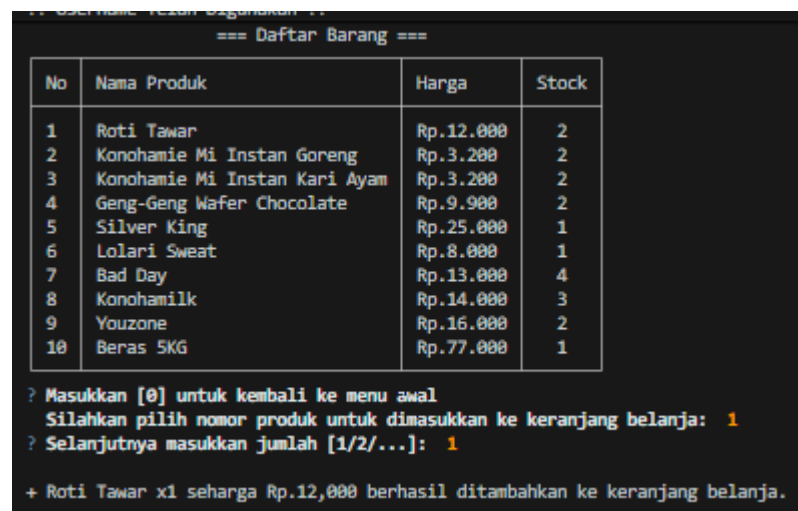 :: Username Telah Digunakan ::
=== Daftar Barang ===
No Nama Produk Harga Stock
1 Roti Tawar Rp.12.000 2
2 Konohamie Mi Instan Goreng Rp.3.200 2
3 Konohamie Mi Instan Kari Ayam Rp.3.200 2
4 Geng-Geng Wafer Chocolate Rp.9.900 2
5 Silver King Rp.25.000 1
6 Lolari Sweat Rp.8.000 1
7 Bad Day Rp.13.000 4
8 Konohamilk Rp.14.000 3
9 Youzone Rp.16.000 2
10 Beras 5KG Rp.77.000 1
? Masukkan [0] untuk kembali ke menu awal
Silahkan pilih nomor produk untuk dimasukkan ke keranjang belanja: 1
? Selanjutnya masukkan jumlah [1/2/...]: 1
+ Roti Tawar x1 seharga Rp.12,000 berhasil ditambahkan ke keranjang belanja.